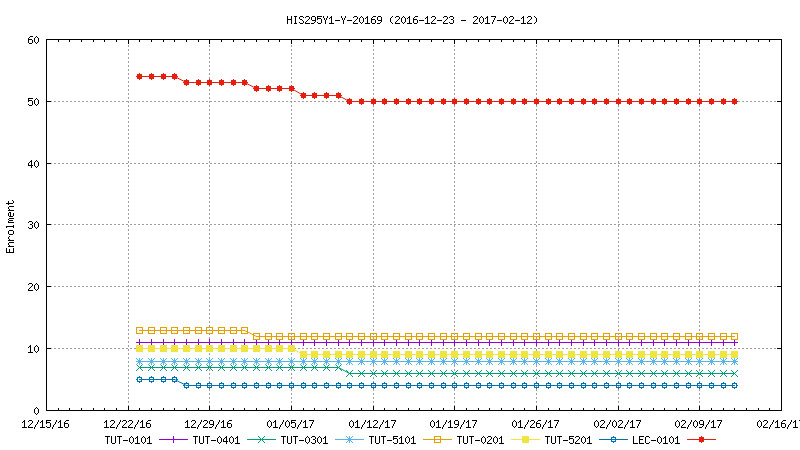 HIS295Y1-Y-20169 (2016-12-23 - 2017-02-12)
60
50
40
30
20
10
0
Enrolment
12/15/16 12/22/16 12/29/16 01/05/17 01/12/17 01/19/17 01/26/17 02/02/17 02/09/17 02/16/1
TUT-0101 TUT-0401 TUT-0301 TUT-5101 TUT-0201 TUT-5201 LEC-0101